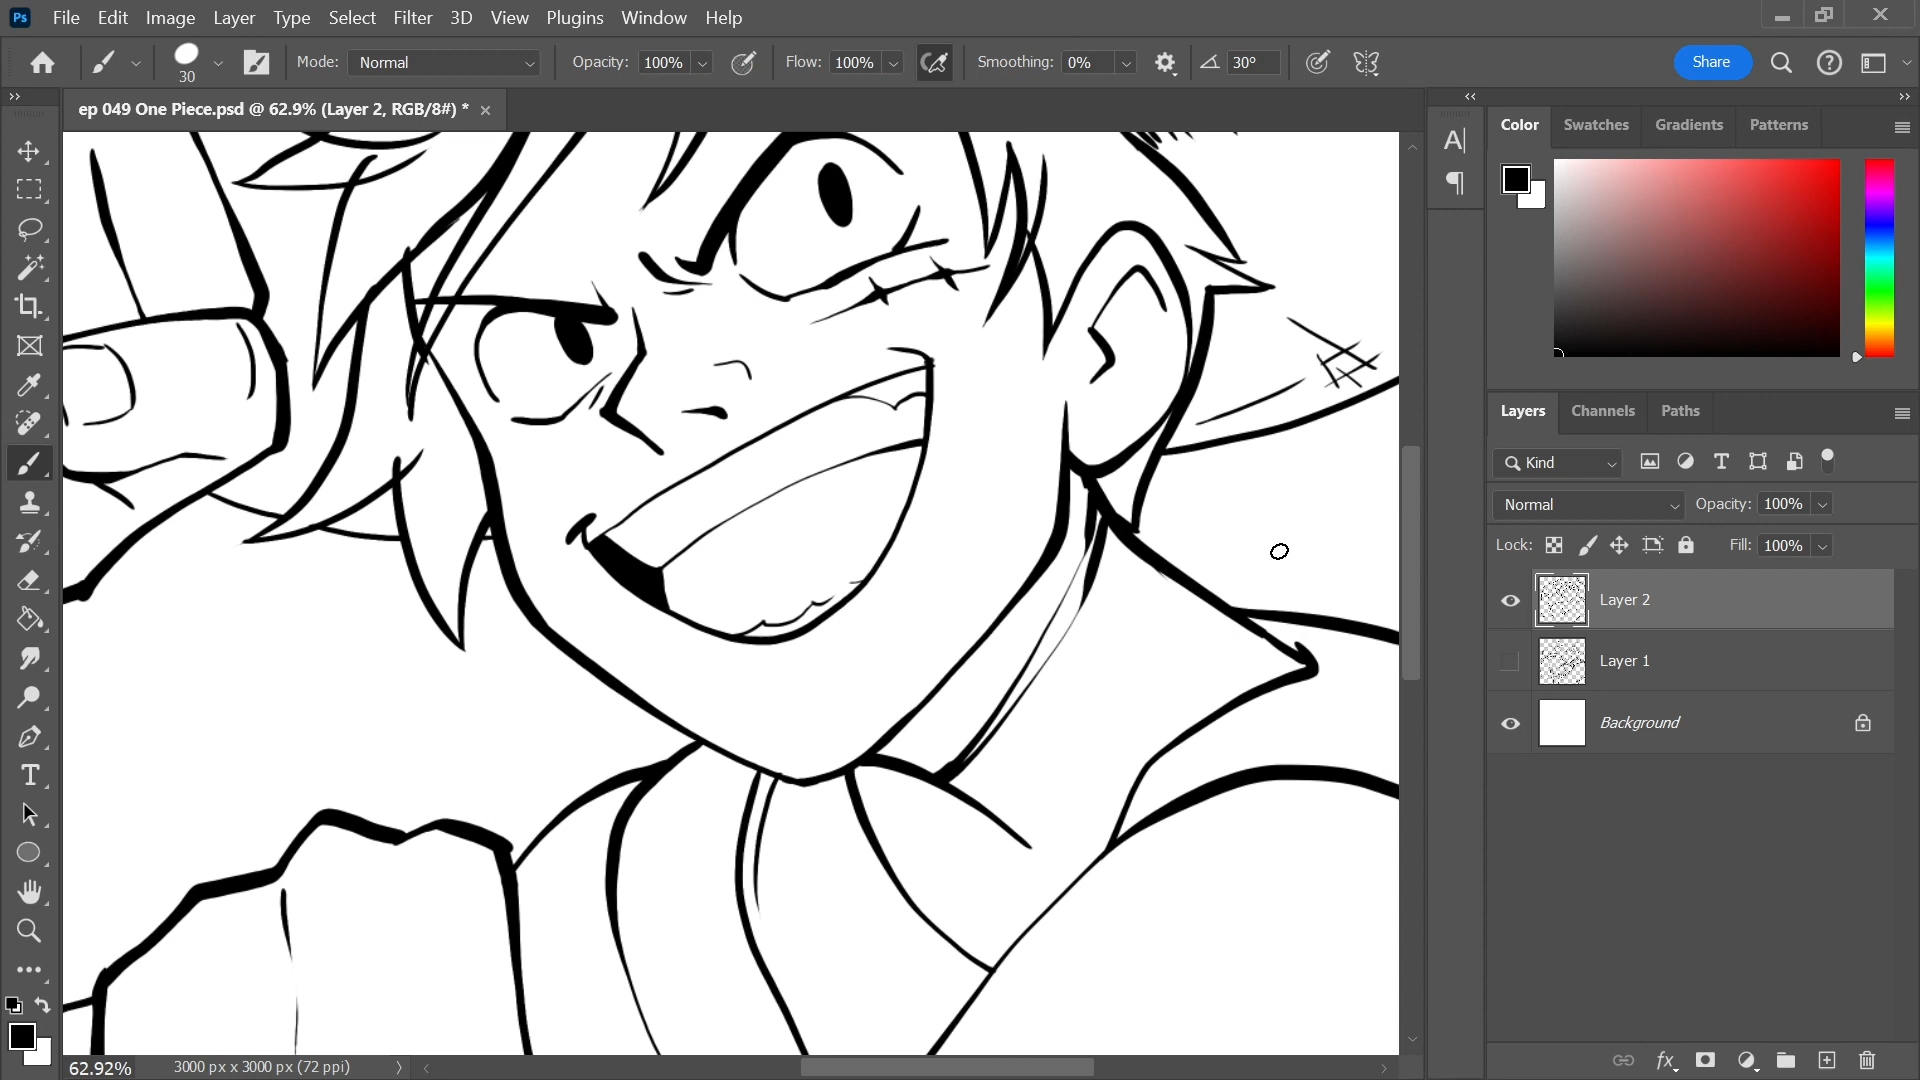 Ps File Edit Image Layer Type Select Filter 3D View Plugins Window Help
30 Mode: Normal Opacity: 100% Flow: 100% Smoothing: 0% 30° Share
ep 049 One Piece.psd @ 62.9% (Layer 2, RGB/8#) *
Color Swatches Gradients Patterns
Layers Channels Paths
Kind
Normal Opacity: 100%
Lock: Fill: 100%
Layer 2
Layer 1
Background
62.92% 3000 px x 3000 px (72 ppi)